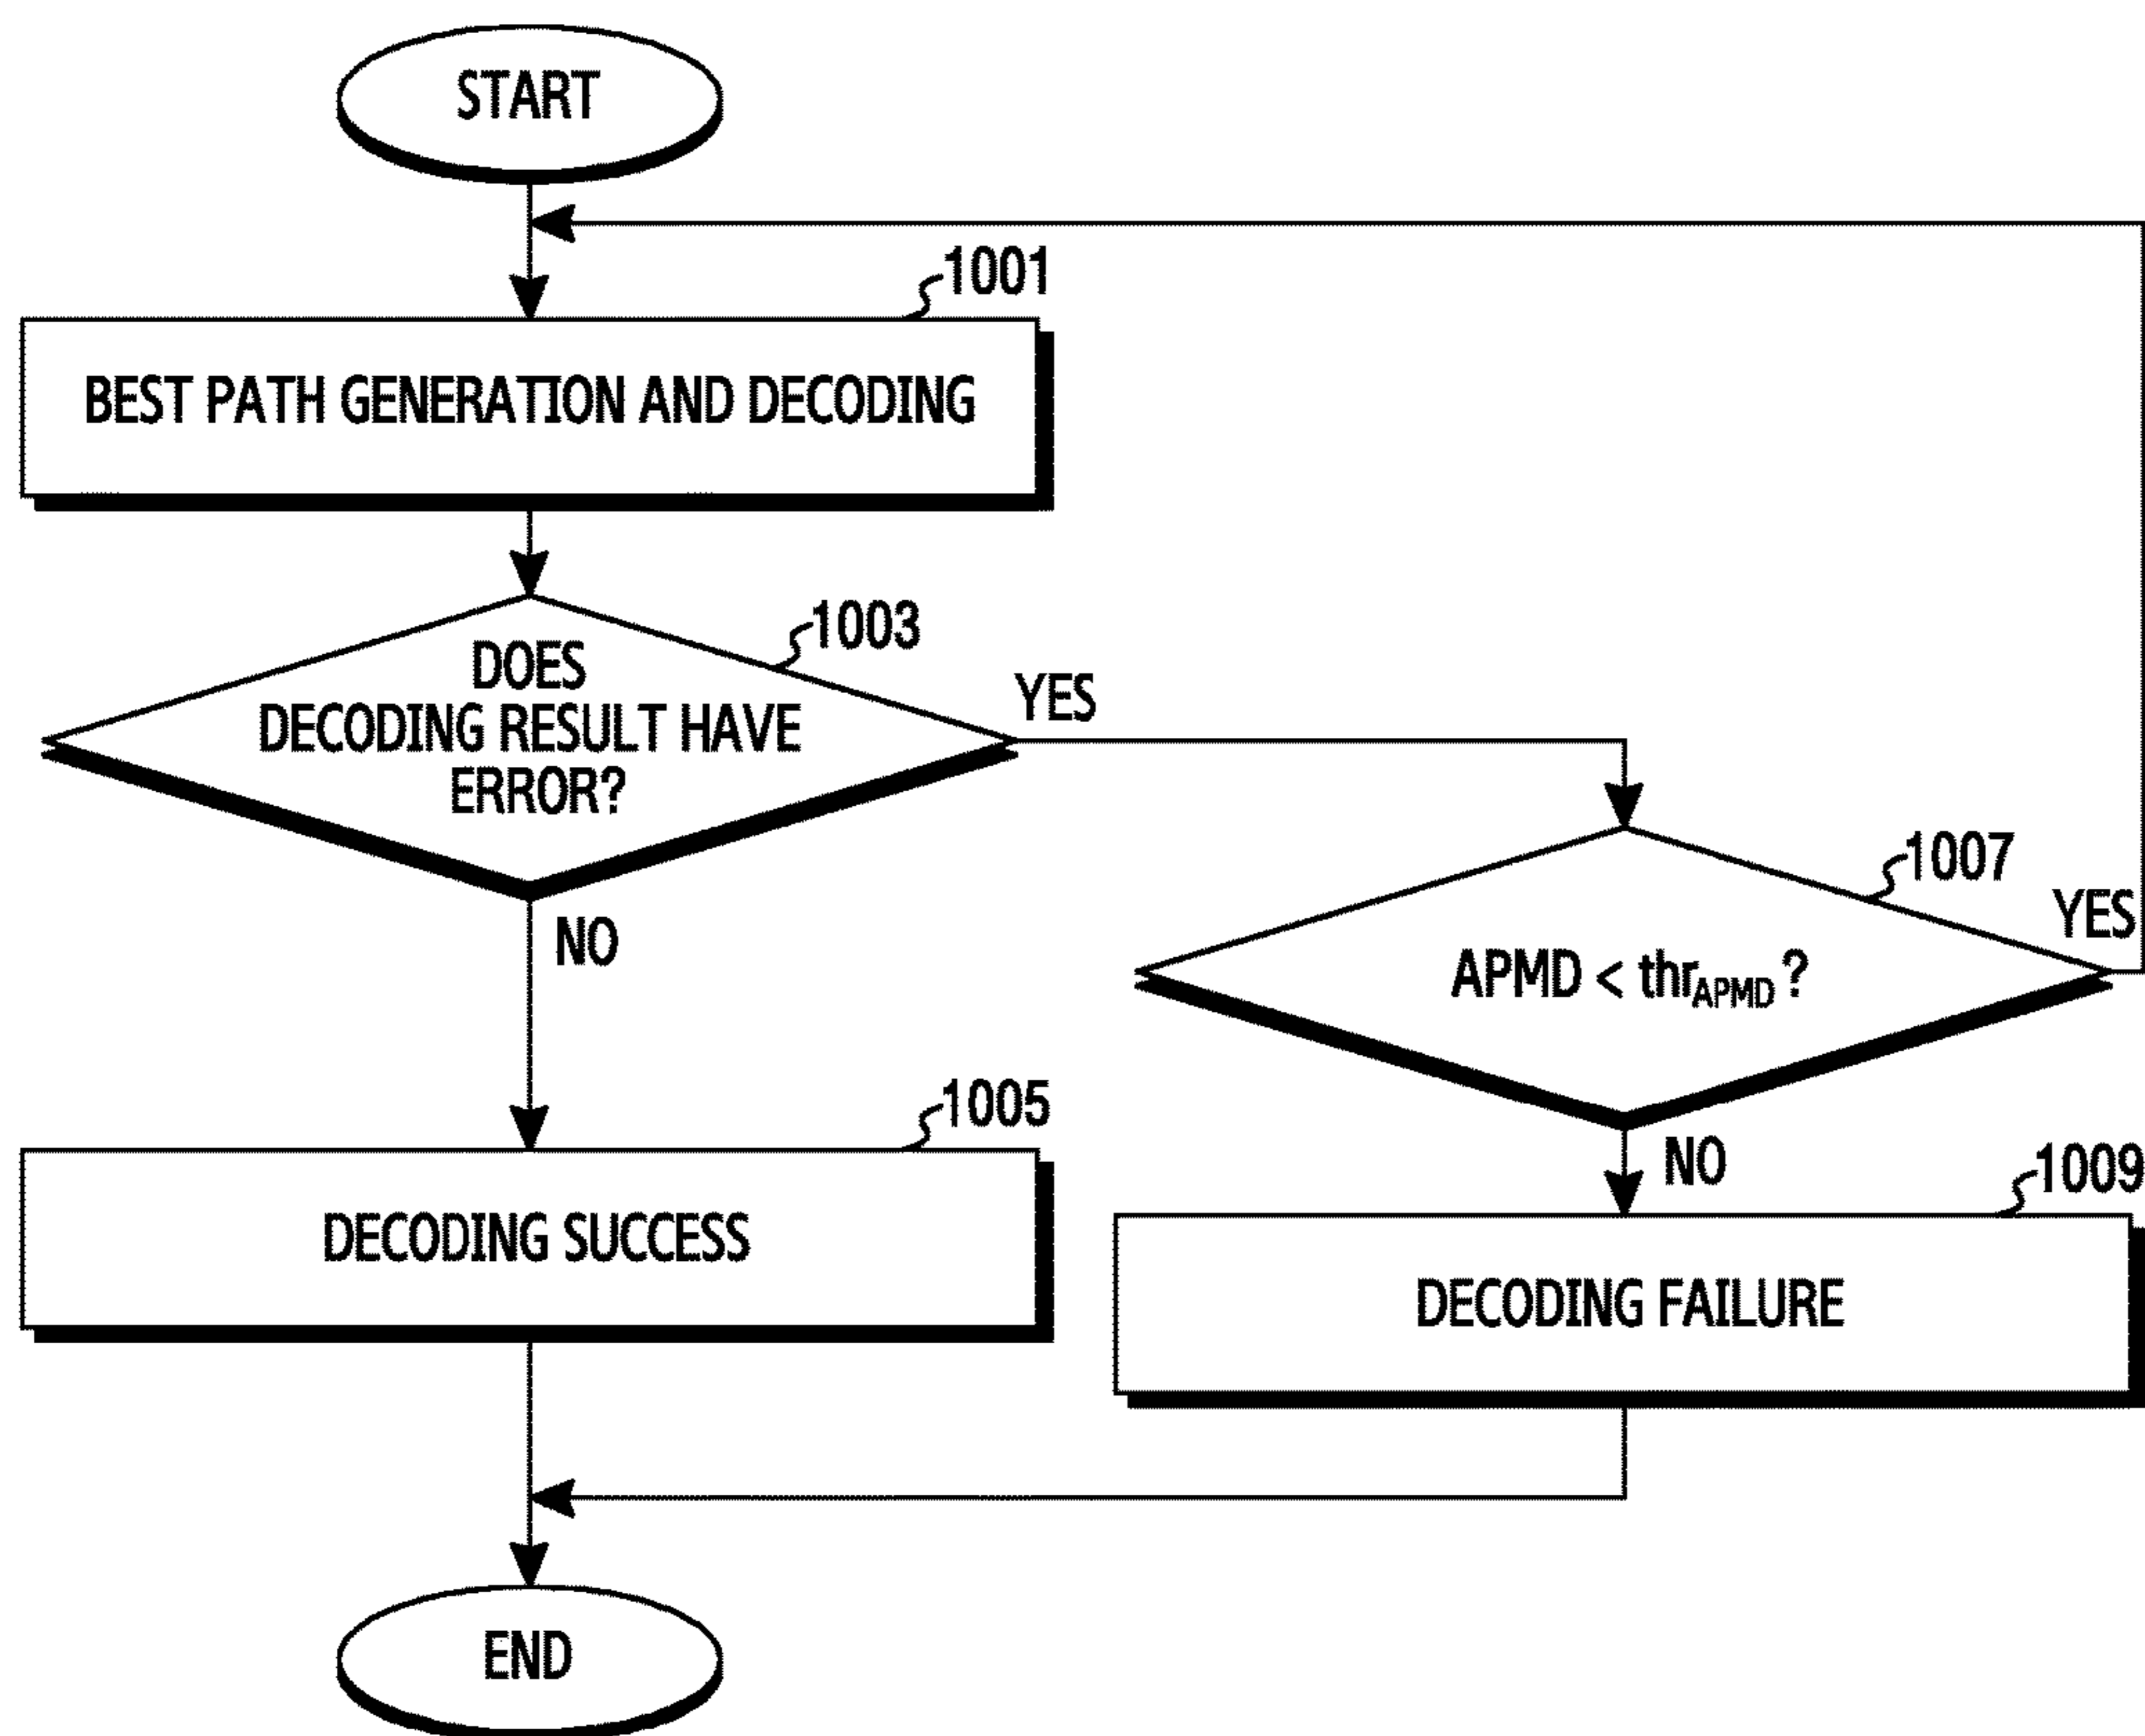 START
1001
BEST PATH GENERATION AND DECODING
1003
DOES
DECODING RESULT HAVE
ERROR?
YES
NO
1007
YES
APMD < thrAPMD ?
NO
1005
DECODING SUCCESS
1009
DECODING FAILURE
END